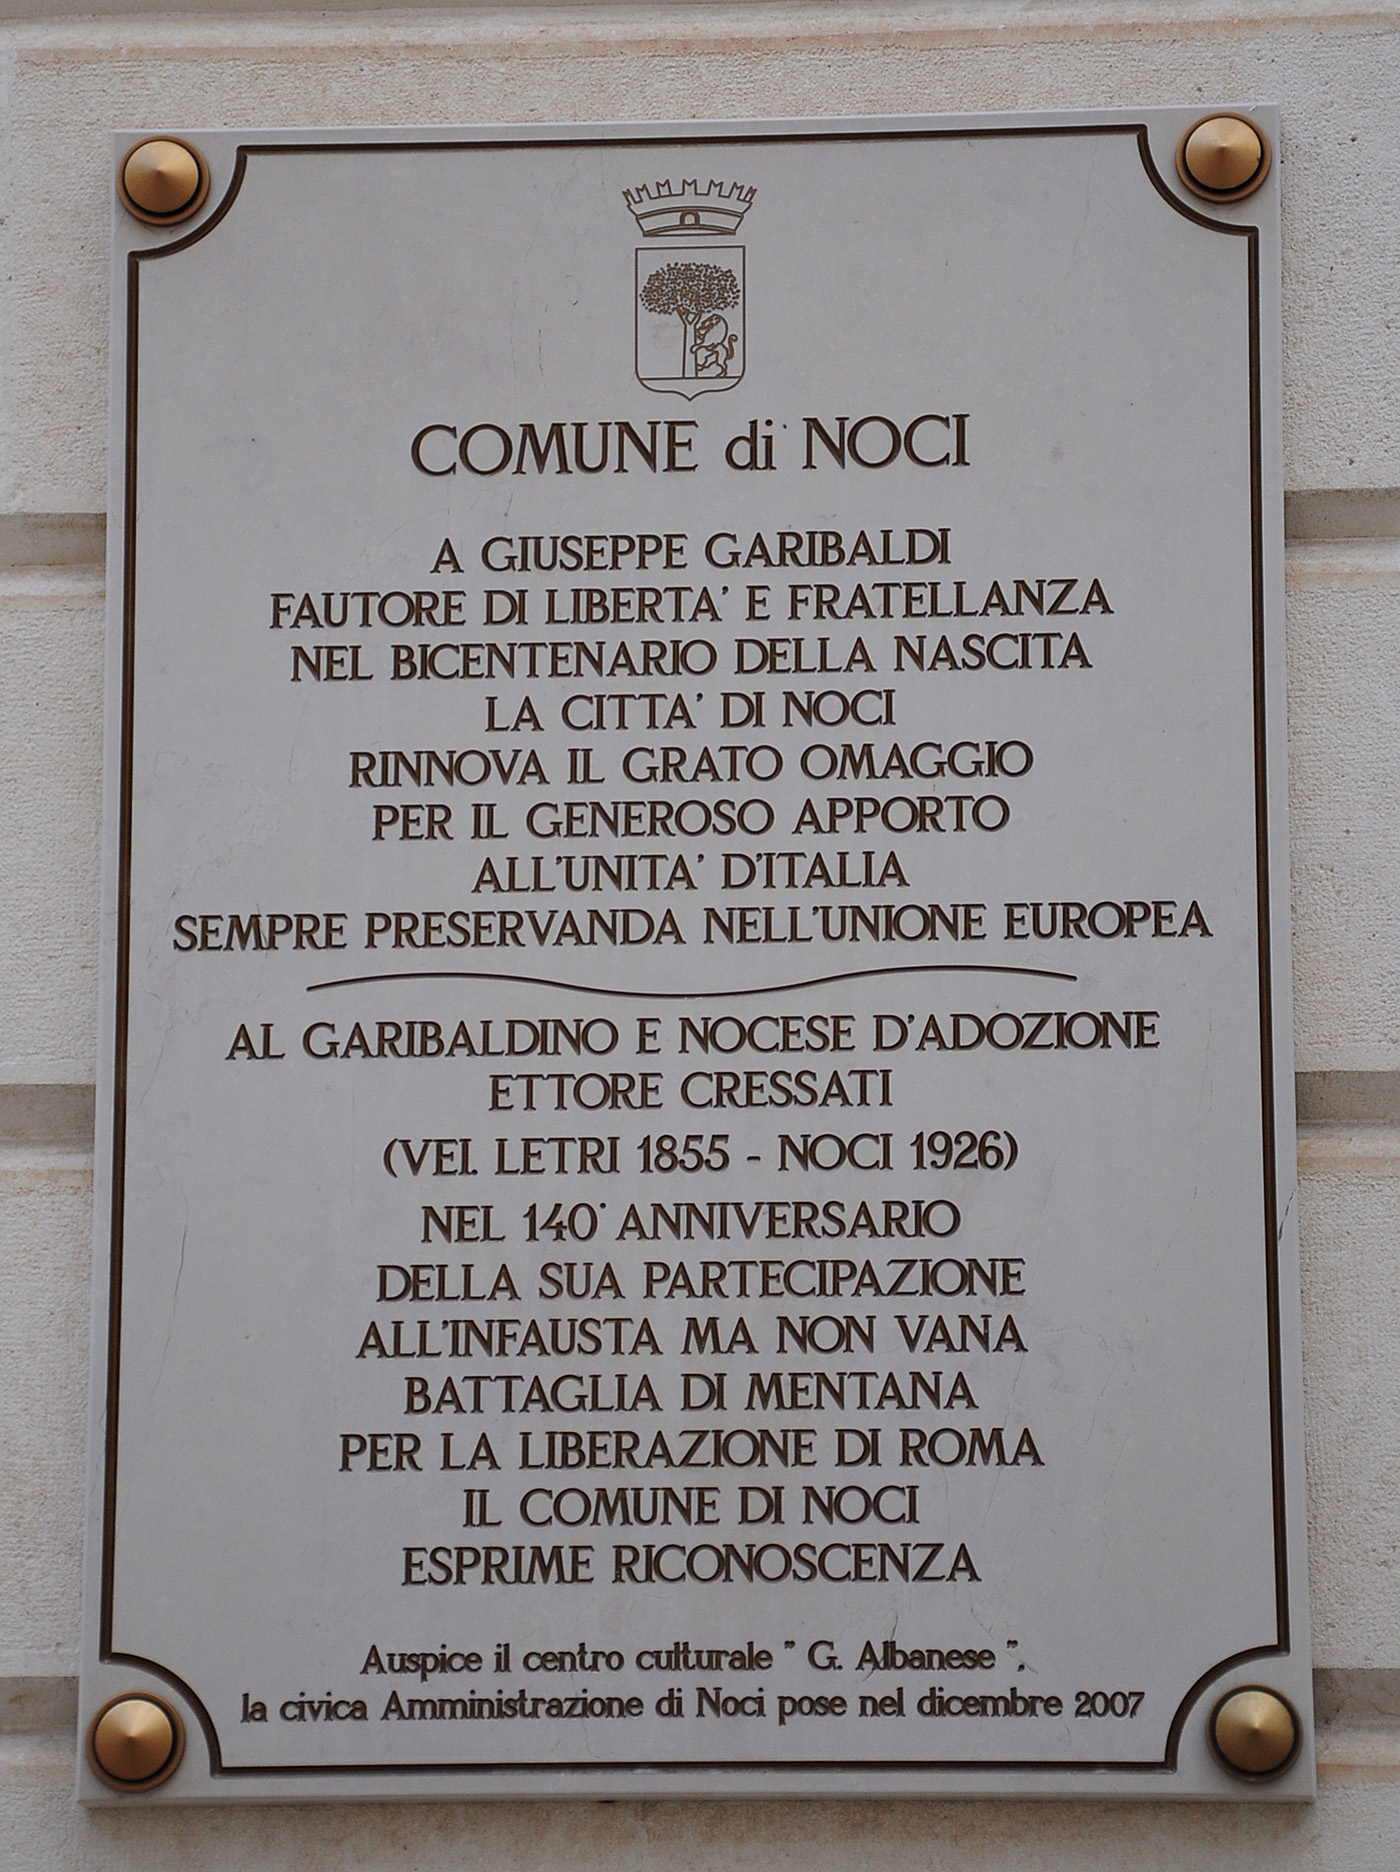 COMUNE di NOCI
A GIUSEPPE GARIBALDI
FAUTORE DI LIBERTA' E FRATELLANZA
NEL BICENTENARIO DELLA NASCITA
LA CITTA' DI NOCI
RINNOVA IL GRATO OMAGGIO
PER IL GENEROSO APPORTO
ALL'UNITA' D'ITALIA
SEMPRE PRESERVANDA NELL'UNIONE EUROPEA
AL GARIBALDINO E NOCESE D'ADOZIONE
ETTORE CRESSATI
(VEL LETRI 1855 - NOCI 1926)
NEL 140° ANNIVERSARIO
DELLA SUA PARTECIPAZIONE
ALL'INFAUSTA MA NON VANA
BATTAGLIA DI MENTANA
PER LA LIBERAZIONE DI ROMA
IL COMUNE DI NOCI
ESPRIME RICONOSCENZA
Auspice il centro culturale " G. Albanese ",
la civica Amministrazione di Noci pose nel dicembre 2007